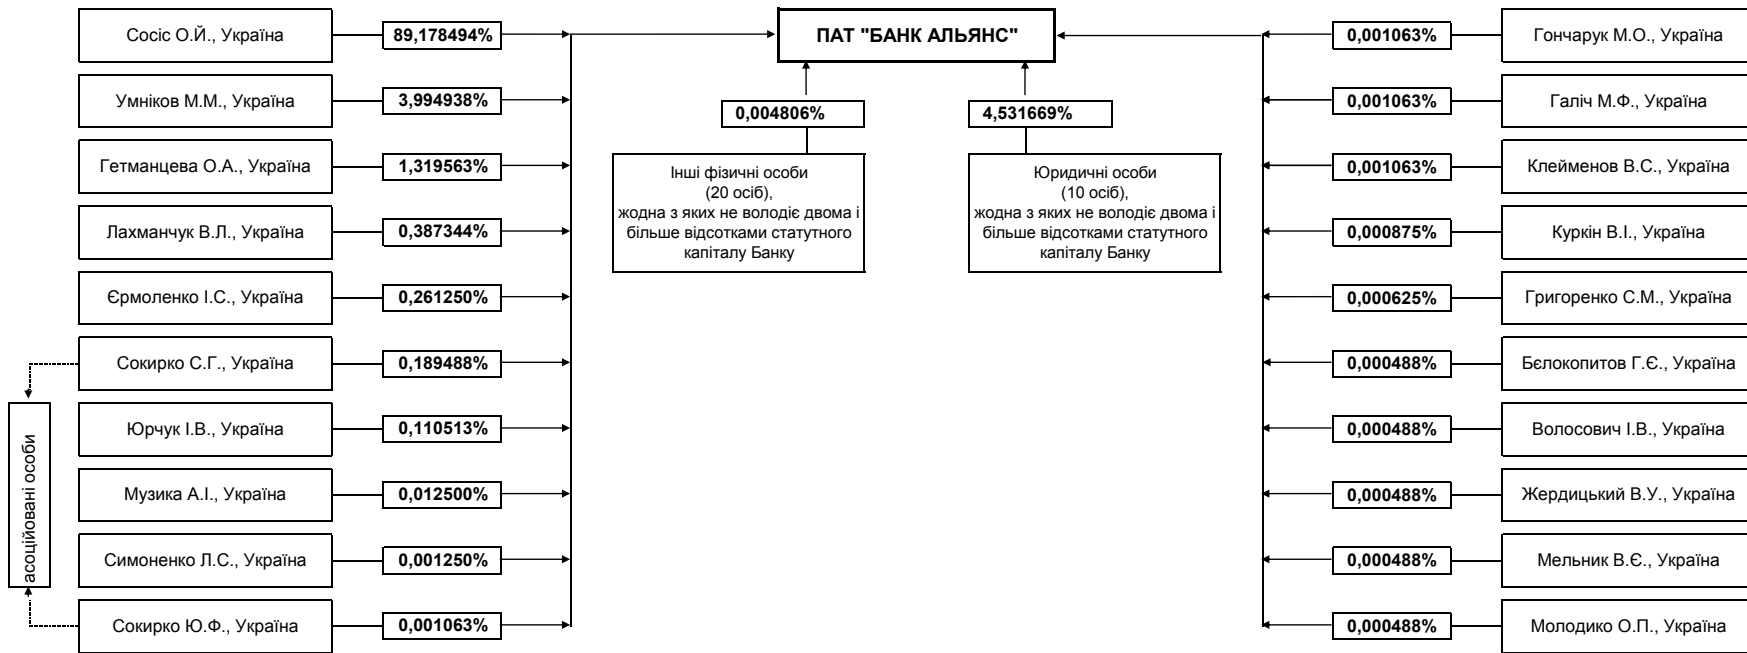 Сосіс О.Й., Україна
89,178494%
ПАТ "БАНК АЛЬЯНС"
0,001063%
Гончарук М.О., Україна
Умніков М.М., Україна
3,994938%
0,004806%
4,531669%
0,001063%
Галіч М.Ф., Україна
Гетманцева О.А., Україна
1,319563%
Інші фізичні особи
(20 осіб),
жодна з яких не володіє двома і
більше відсотками статутного
капіталу Банку
Юридичні особи
(10 осіб),
жодна з яких не володіє двома і
більше відсотками статутного
капіталу Банку
0,001063%
Клейменов В.С., Україна
Лахманчук В.Л., Україна
0,387344%
0,000875%
Куркін В.І., Україна
Єрмоленко І.С., Україна
0,261250%
0,000625%
Григоренко С.М., Україна
Сокирко С.Г., Україна
0,189488%
0,000488%
Бєлокопитов Г.Є., Україна
асоційовані особи
Юрчук І.В., Україна
0,110513%
0,000488%
Волосович І.В., Україна
Музика А.І., Україна
0,012500%
0,000488%
Жердицький В.У., Україна
Симоненко Л.С., Україна
0,001250%
0,000488%
Мельник В.Є., Україна
Сокирко Ю.Ф., Україна
0,001063%
0,000488%
Молодико О.П., Україна